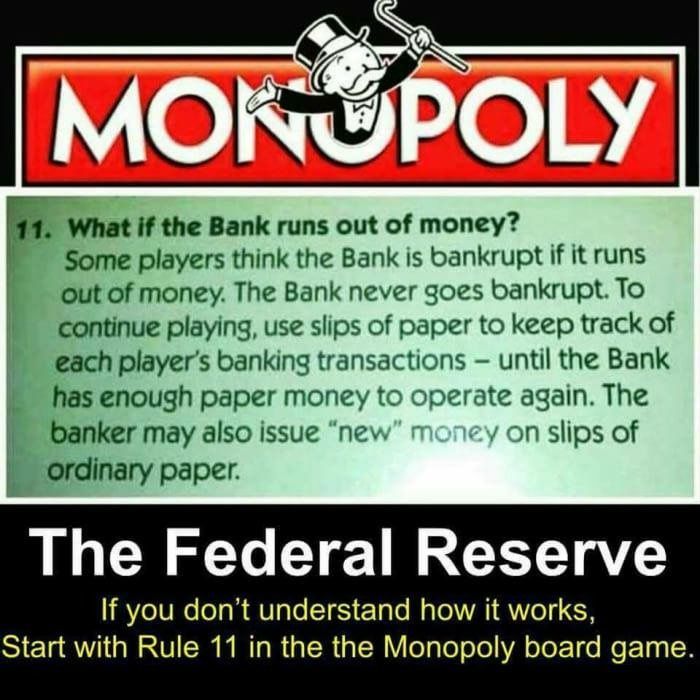 MONOPOLY
11. What if the Bank runs out of money?
Some players think the Bank is bankrupt if it runs
out of money. The Bank never goes bankrupt. To
continue playing, use slips of paper to keep track of
each player's banking transactions – until the Bank
has enough paper money to operate again. The
banker may also issue "new" money on slips of
ordinary paper.
The Federal Reserve
If you don't understand how it works,
Start with Rule 11 in the the Monopoly board game.